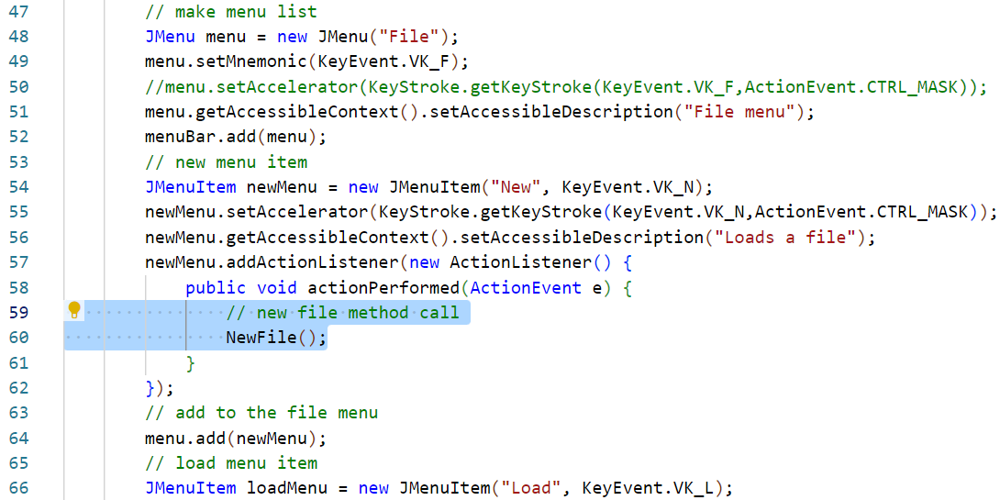 47 // make menu list
48 JMenu menu = new JMenu("File");
49 menu.setMnemonic(KeyEvent.VK_F);
50 //menu.setAccelerator(KeyStroke.getKeyStroke(KeyEvent.VK_F,ActionEvent.CTRL_MASK));
51 menu.getAccessibleContext().setAccessibleDescription("File menu");
52 menuBar.add(menu);
53 // new menu item
54 JMenuItem newMenu = new JMenuItem("New", KeyEvent.VK_N);
55 newMenu.setAccelerator(KeyStroke.getKeyStroke(KeyEvent.VK_N,ActionEvent.CTRL_MASK));
56 newMenu.getAccessibleContext().setAccessibleDescription("Loads a file");
57 newMenu.addActionListener(new ActionListener() {
58 public void actionPerformed(ActionEvent e) {
59 // new file method call
60 NewFile();
61 }
62 });
63 // add to the file menu
64 menu.add(newMenu);
65 // load menu item
66 JMenuItem loadMenu = new JMenuItem("Load", KeyEvent.VK_L);